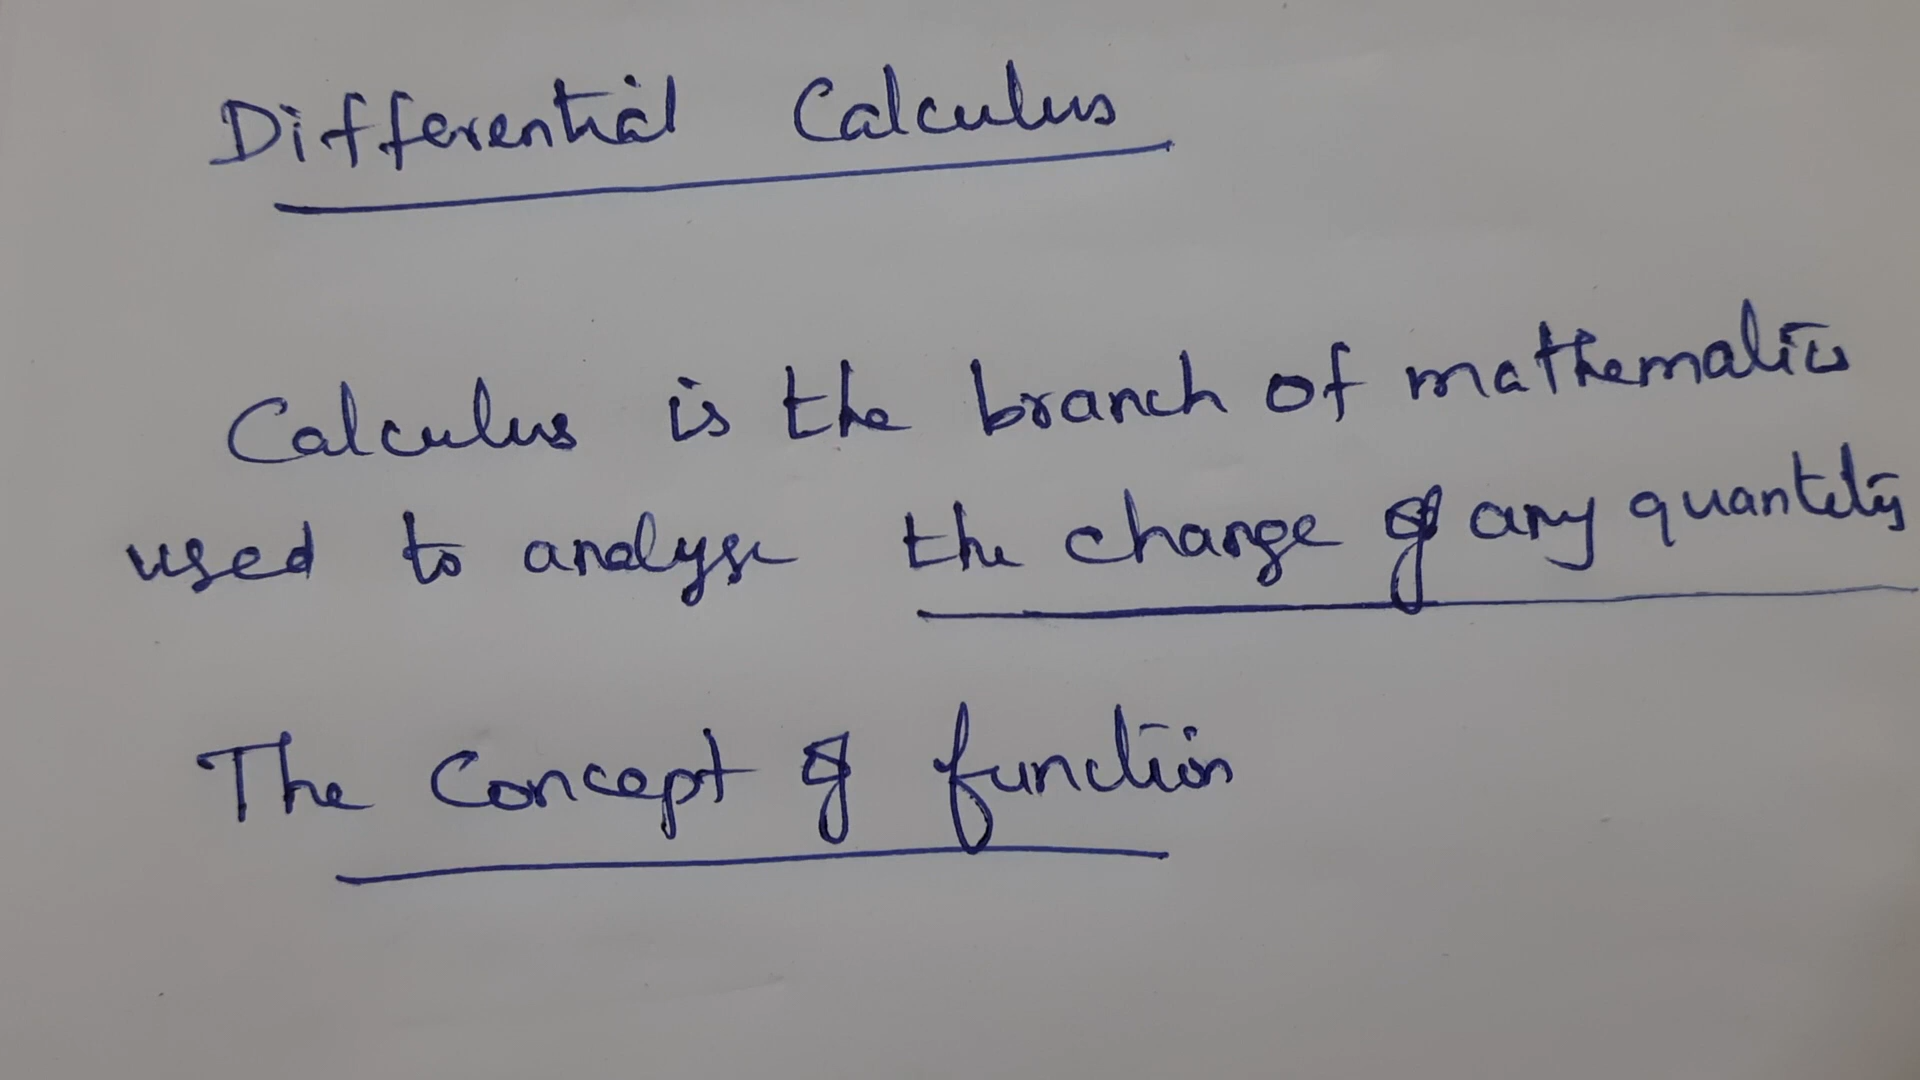 Differential Calculus
Calculus is the branch of mathematics
used to analyse the change of any quantity
The Concept of function